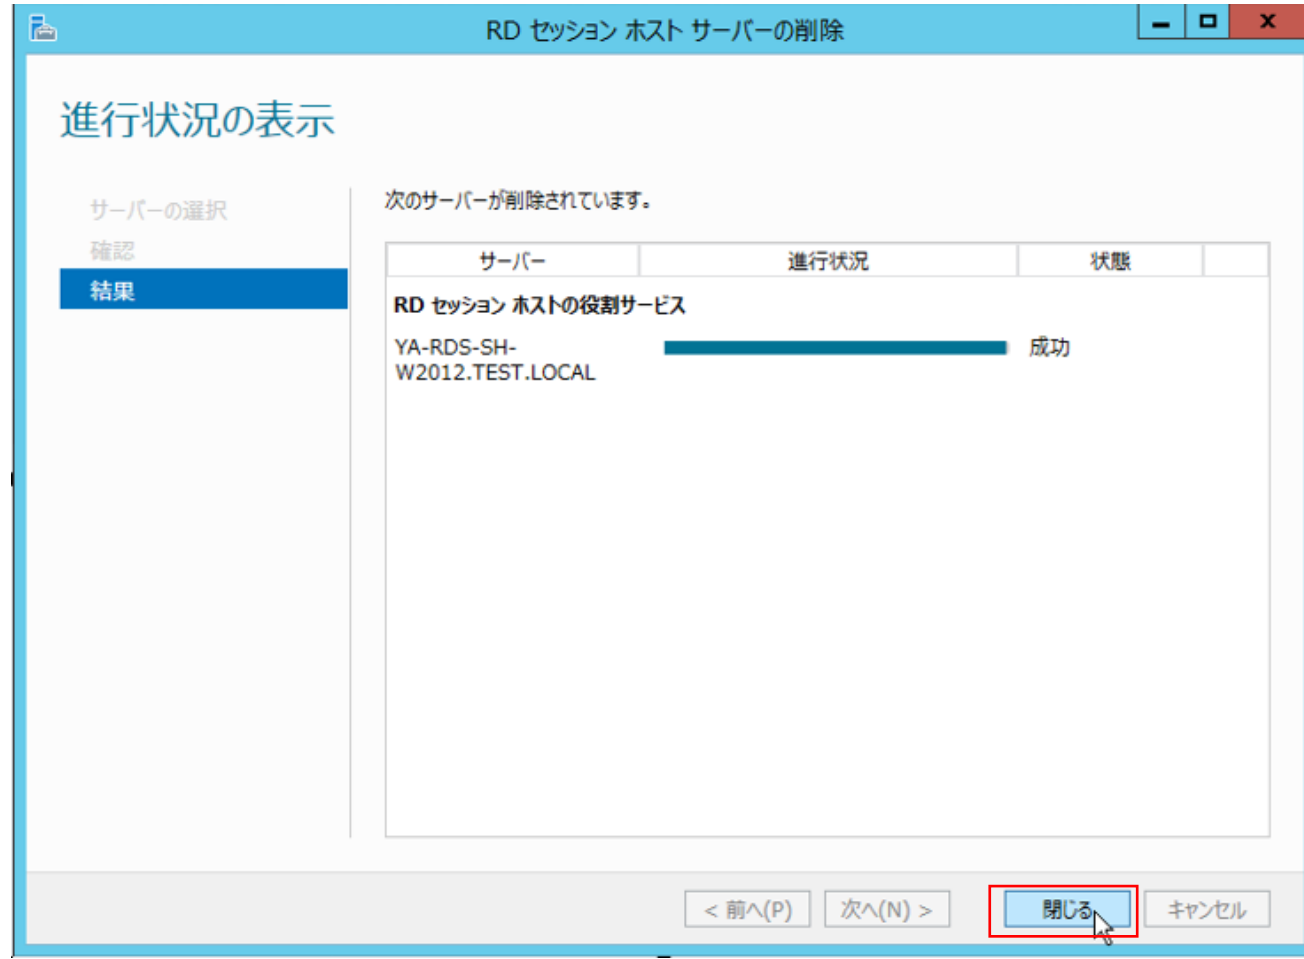 RD セッション ホスト サーバーの削除
進行状況の表示
サーバーの選択
確認
結果
次のサーバーが削除されています。
サーバー 進行状況 状態
RD セッション ホストの役割サービス
YA-RDS-SH-
W2012.TEST.LOCAL
成功
< 前へ(P) 次へ(N) > 閉じる キャンセル